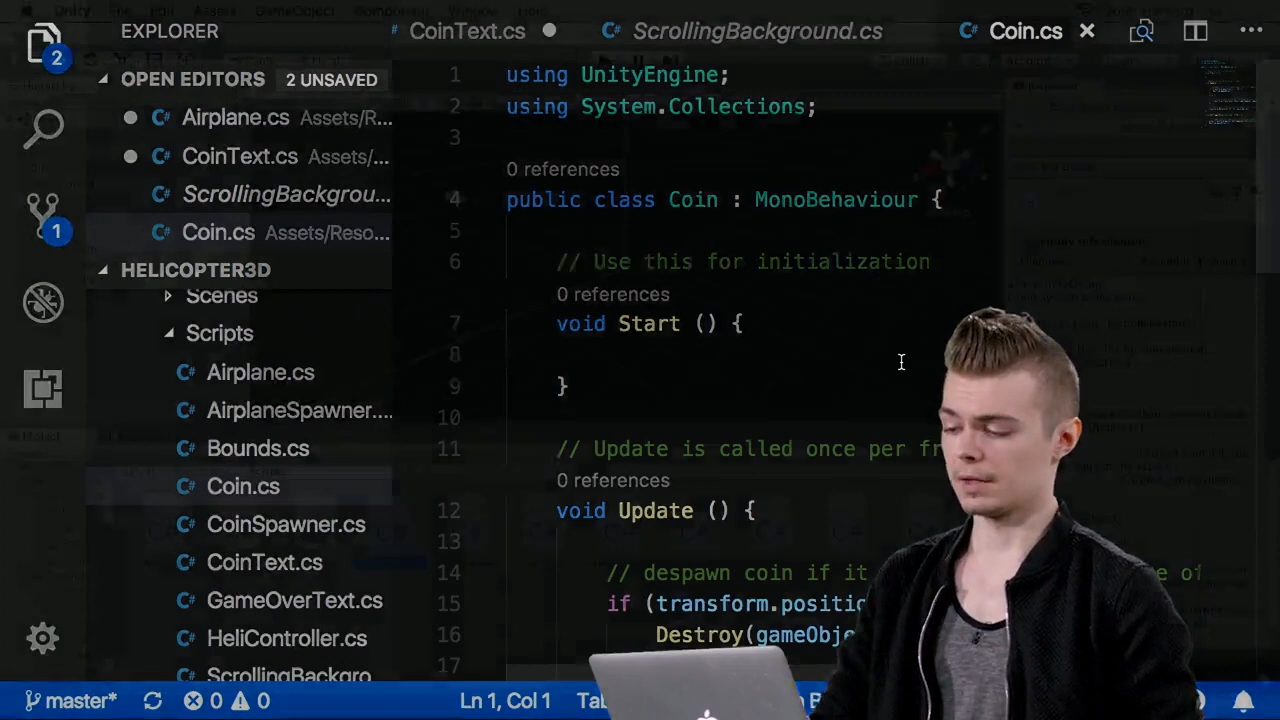 EXPLORER
OPEN EDITORS 2 UNSAVED
Airplane.cs Assets/R...
CoinText.cs Assets/...
ScrollingBackgrou...
Coin.cs Assets/Reso...
HELICOPTER3D
Scenes
Scripts
Airplane.cs
AirplaneSpawner....
Bounds.cs
Coin.cs
CoinSpawner.cs
CoinText.cs
GameOverText.cs
HeliController.cs
ScrollingBackgro
2
1
CoinText.cs
ScrollingBackground.cs
Coin.cs
1 using UnityEngine;
2 using System.Collections;
3
0 references
4 public class Coin : MonoBehaviour {
5
6 // Use this for initialization
0 references
7 void Start () {
8
9 }
10
11 // Update is called once per fr
0 references
12 void Update () {
13
14 // despawn coin if it
15 if (transform.positio
16 Destroy(gameObje
17
master* 0 0 Ln 1, Col 1